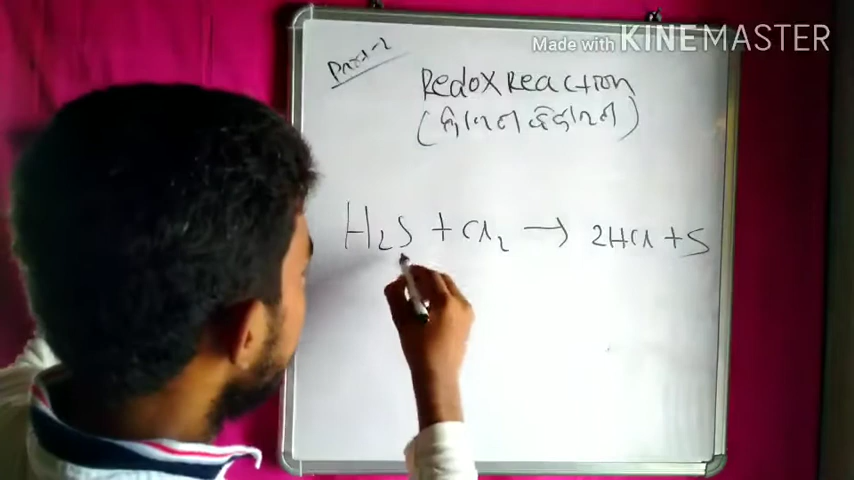 Made with KINEMASTER
Part-2
Redox Reaction
H₂S + Cl₂ → 2HCl + S